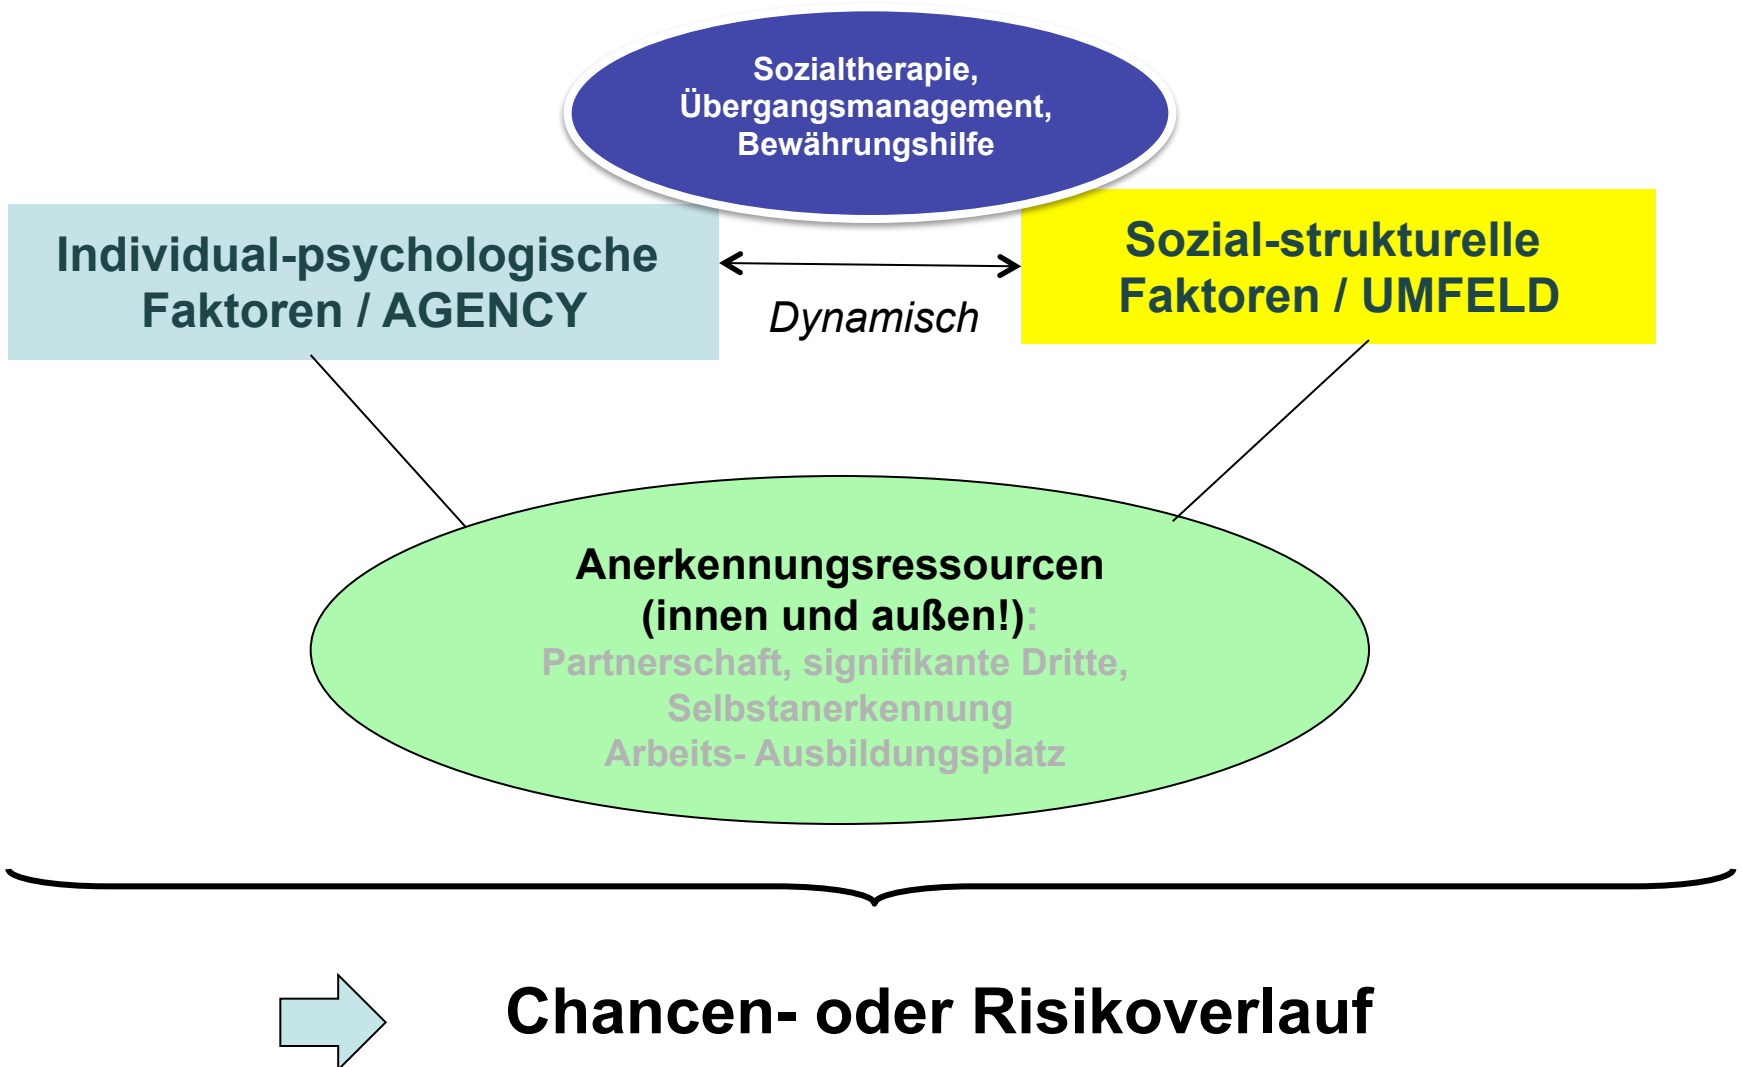 Sozialtherapie,
Übergangsmanagement,
Bewährungshilfe
Individual-psychologische
Faktoren / AGENCY
Dynamisch
Sozial-strukturelle
Faktoren / UMFELD
Anerkennungsressourcen
(innen und außen!):
Partnerschaft, signifikante Dritte,
Selbstanerkennung
Arbeits- Ausbildungsplatz
Chancen- oder Risikoverlauf